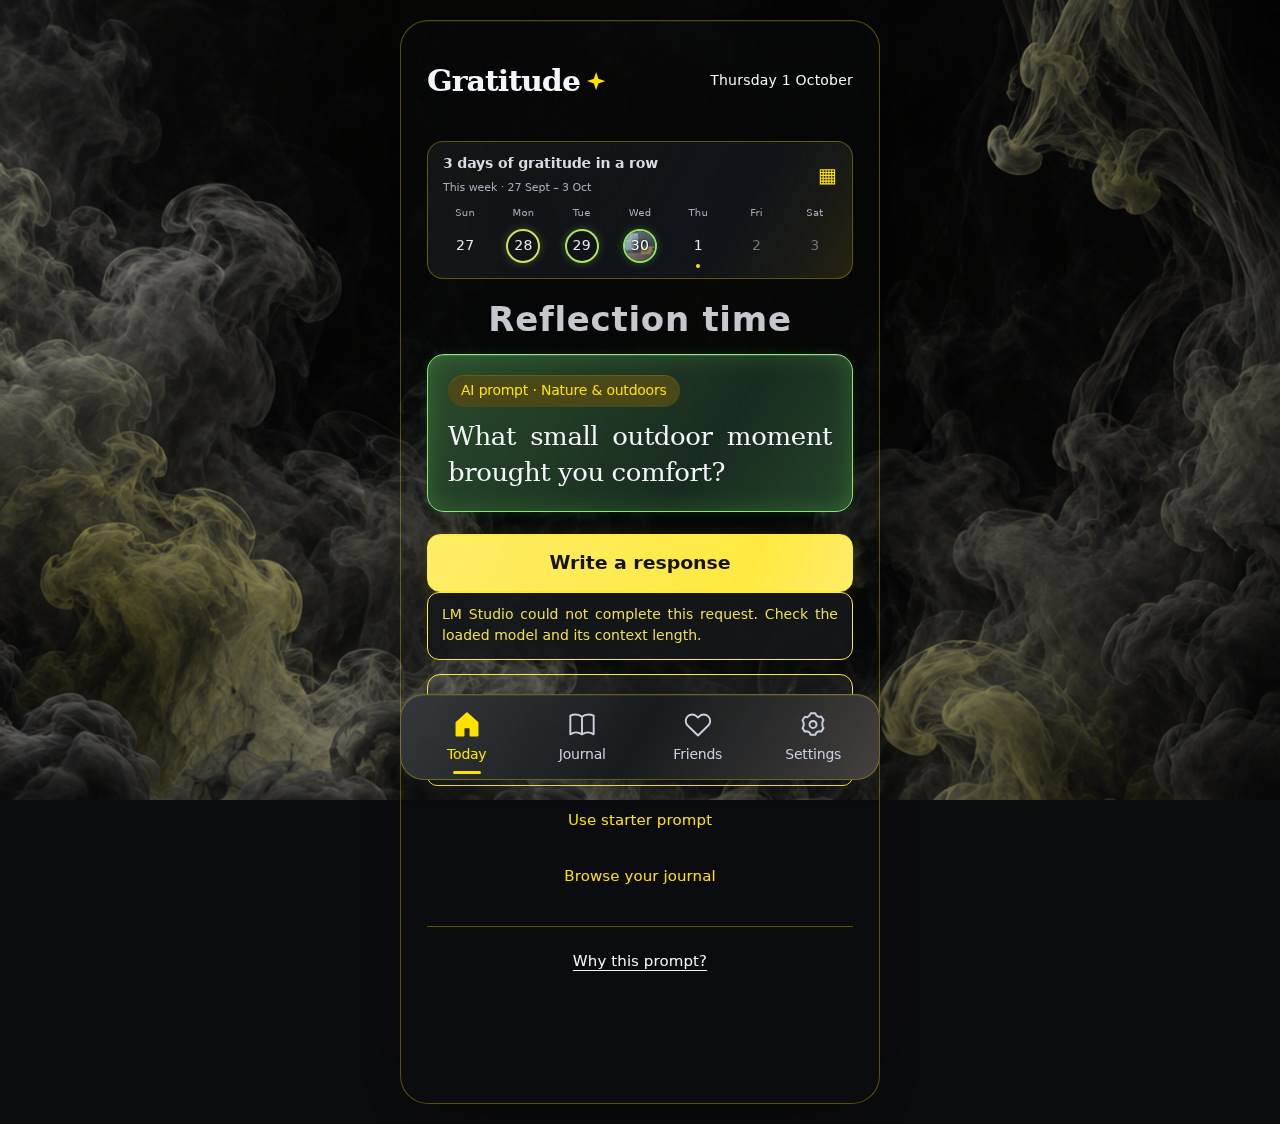 Gratitude
Thursday 1 October
3 days of gratitude in a row
This week · 27 Sept – 3 Oct
Sun Mon Tue Wed Thu Fri Sat
27 28 29 30 1 2 3
Reflection time
AI prompt · Nature & outdoors
What small outdoor moment
brought you comfort?
Write a response
LM Studio could not complete this request. Check the
loaded model and its context length.
Today Journal Friends Settings
Use starter prompt
Browse your journal
Why this prompt?